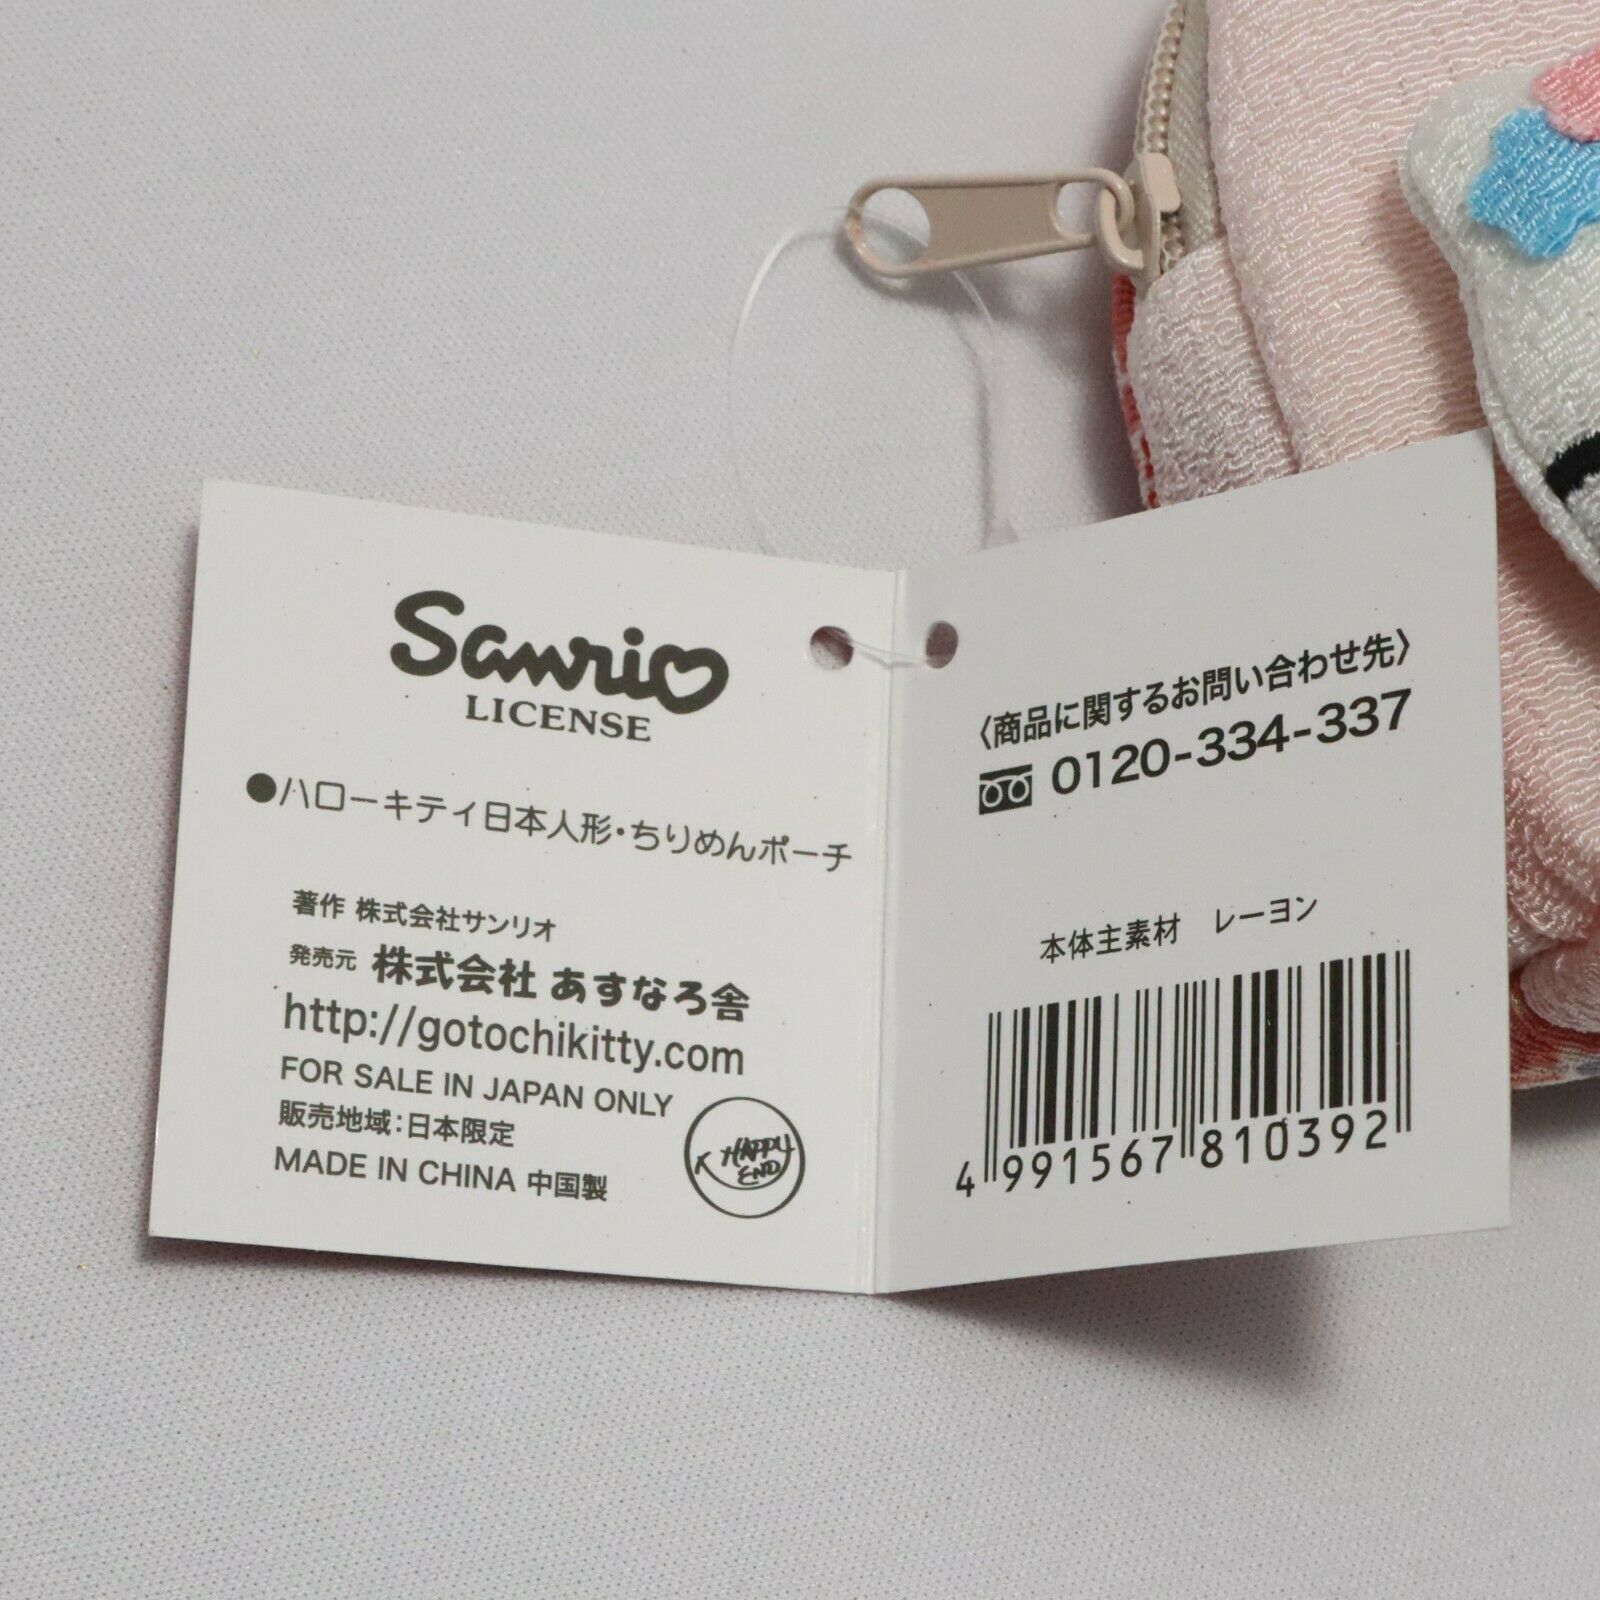 Sanrio
LICENSE
●ハローキティ日本人形・ちりめんポーチ
著作 株式会社サンリオ
発売元 株式会社 あすなろ舎
http://gotochikitty.com
FOR SALE IN JAPAN ONLY
販売地域:日本限定
MADE IN CHINA 中国製
HAPPY
END
〈商品に関するお問い合わせ先〉
0120-334-337
本体主素材 レーヨン
4 991567 810392